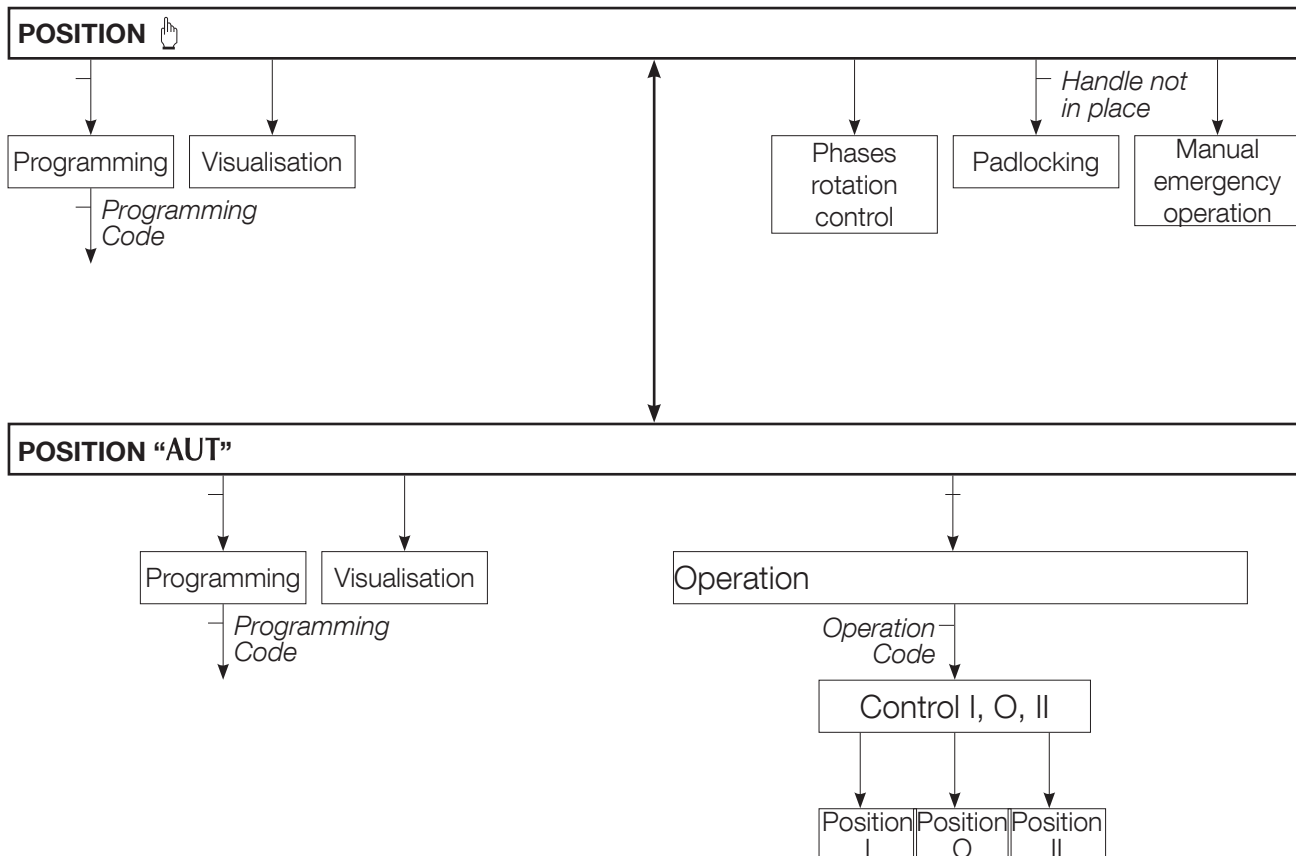 POSITION
Handle not
in place
Programming
Visualisation
Phases
rotation
control
Padlocking
Manual
emergency
operation
Programming
Code
POSITION “AUT”
Programming
Visualisation
Operation
Programming
Code
Operation
Code
Control I, O, II
Position
I
Position
O
Position
II